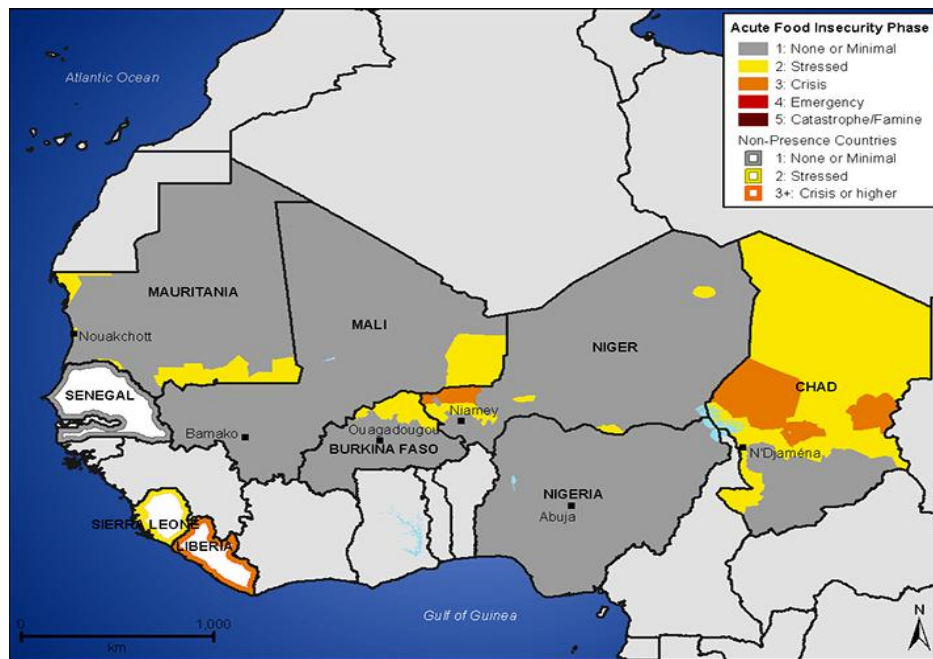 Acute Food Insecurity Phase
1: None or Minimal
2: Stressed
3: Crisis
4: Emergency
5: Catastrophe/Famine
Non-Presence Countries
1: None or Minimal
2: Stressed
3+: Crisis or higher
Atlantic Ocean
MAURITANIA
Nouakchott
MALI
NIGER
CHAD
SENEGAL
Niamey
Bamako
Ouagadougou
BURKINA FASO
N'Djaména
NIGERIA
Abuja
SIERRA LEONE
LIBERIA
Gulf of Guinea
0 1,000
km
N